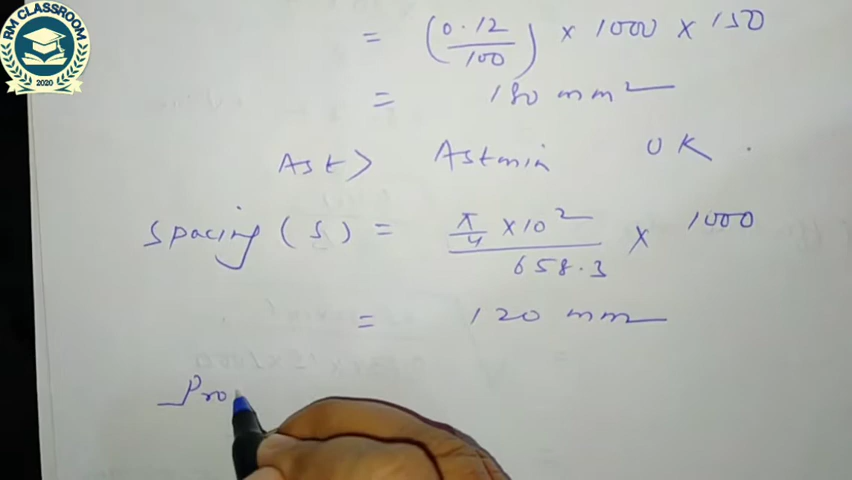 RM CLASSROOM
2020
= (0.12/100) × 1000 × 150
= 180 mm²
Ast > Astmin OK.
Spacing (S) = (π/4 × 10²)/658.3 × 1000
= 120 mm
Pro